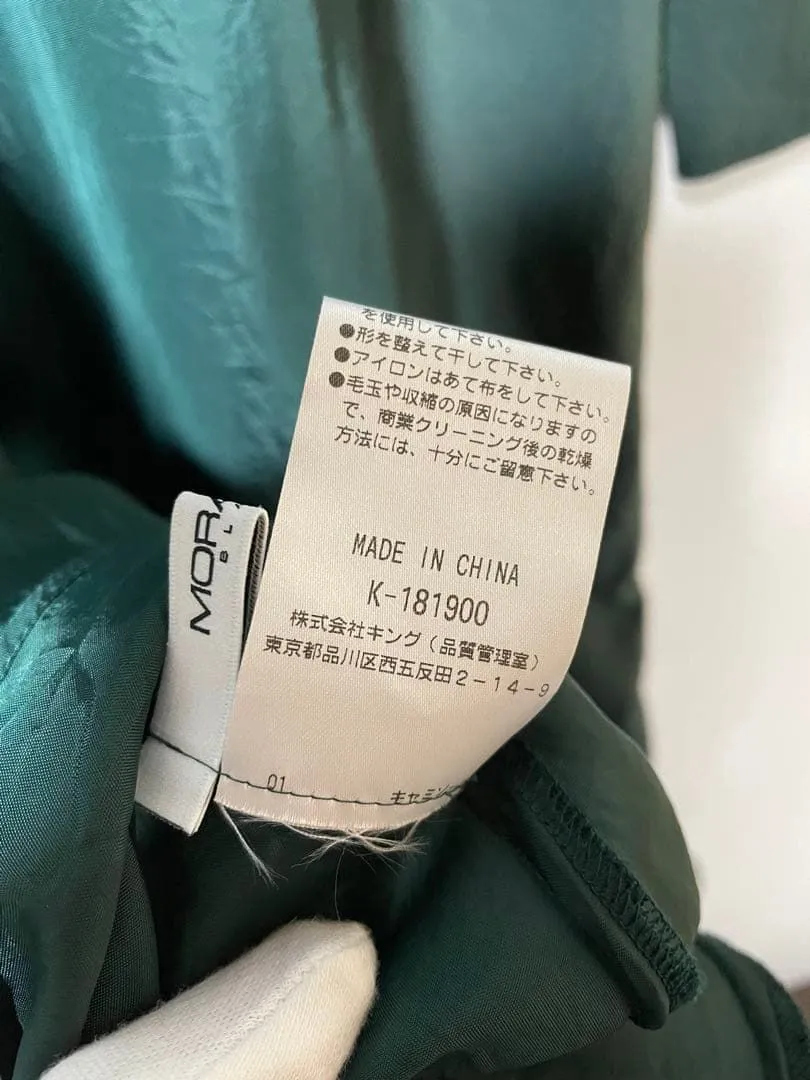 を使用して下さい。
●形を整えて干して下さい。
●アイロンはあて布をして下さい。
●毛玉や収縮の原因になりますの
で、商業クリーニング後の乾燥
方法には、十分にご留意下さい。
MADE IN CHINA
K-181900
株式会社キング(品質管理室)
東京都品川区西五反田2-14-9
01